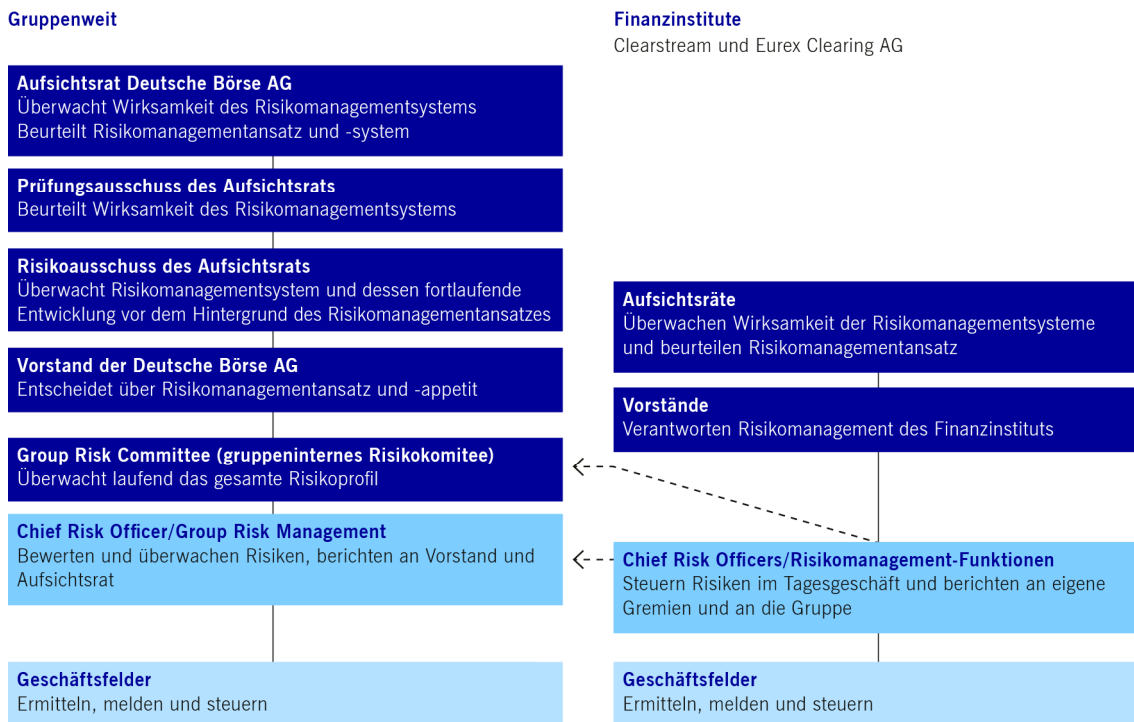 Gruppenweit
Aufsichtsrat Deutsche Börse AG
Überwacht Wirksamkeit des Risikomanagementsystems
Beurteilt Risikomanagementansatz und -system
Prüfungsausschuss des Aufsichtsrats
Beurteilt Wirksamkeit des Risikomanagementsystems
Risikoausschuss des Aufsichtsrats
Überwacht Risikomanagementsystem und dessen fortlaufende
Entwicklung vor dem Hintergrund des Risikomanagementansatzes
Vorstand der Deutsche Börse AG
Entscheidet über Risikomanagementansatz und -appetit
Group Risk Committee (gruppeninternes Risikokomitee)
Überwacht laufend das gesamte Risikoprofil
Chief Risk Officer/Group Risk Management
Bewerten und überwachen Risiken, berichten an Vorstand und
Aufsichtsrat
Geschäftsfelder
Ermitteln, melden und steuern
Finanzinstitute
Clearstream und Eurex Clearing AG
Aufsichtsräte
Überwachen Wirksamkeit der Risikomanagementsysteme
und beurteilen Risikomanagementansatz
Vorstände
Verantworten Risikomanagement des Finanzinstituts
Chief Risk Officers/Risikomanagement-Funktionen
Steuern Risiken im Tagesgeschäft und berichten an eigene
Gremien und an die Gruppe
Geschäftsfelder
Ermitteln, melden und steuern